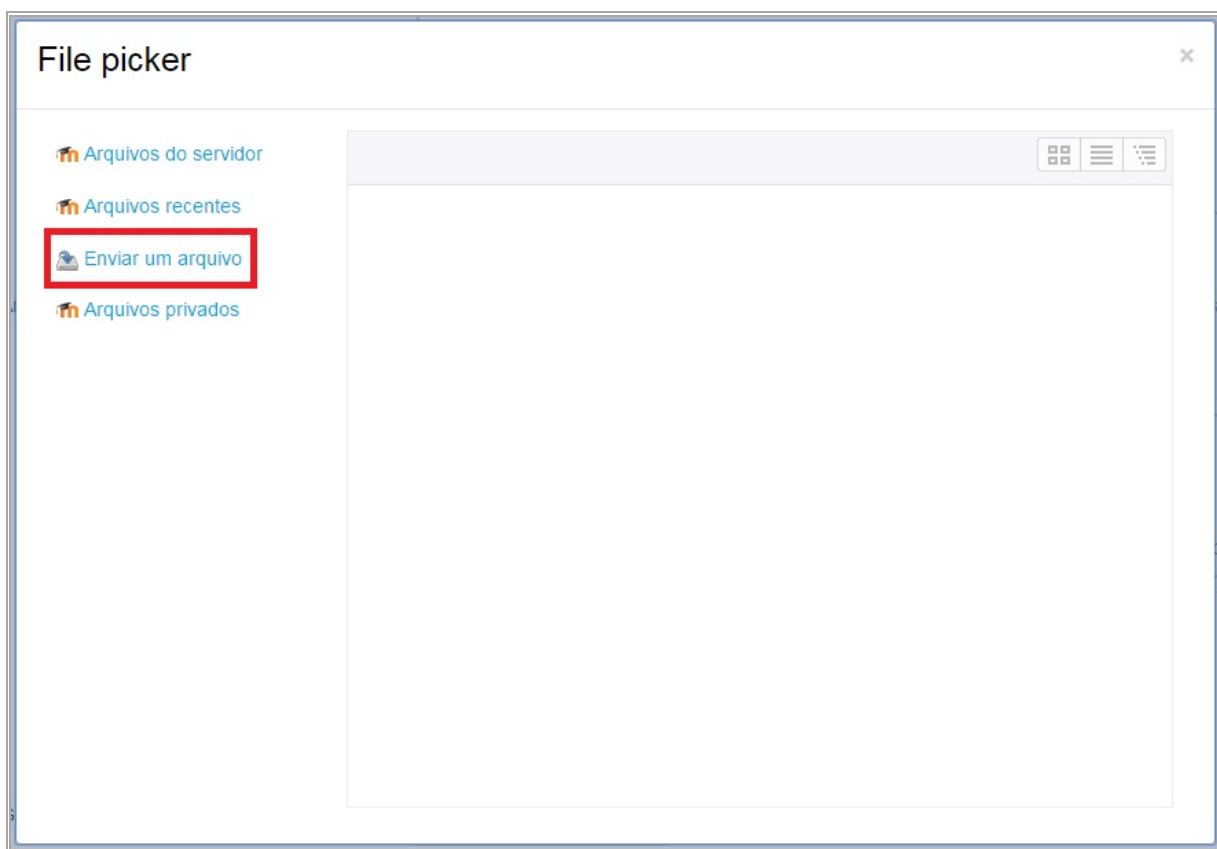 File picker
Arquivos do servidor
Arquivos recentes
Enviar um arquivo
Arquivos privados